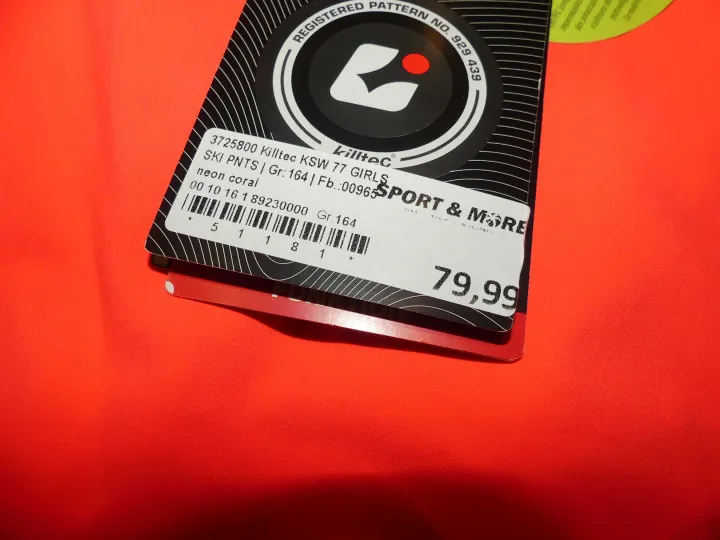 REGISTERED PATTERN NO. 929 439
killtec®
3725800 Killtec KSW 77 GIRLS
SKI PNTS | Gr: 164 | Fb.:00965
neon coral
SPORT & MORE
00 10 16 1 89230000 Gr.164
* 5 1 1 8 1 *
79,99